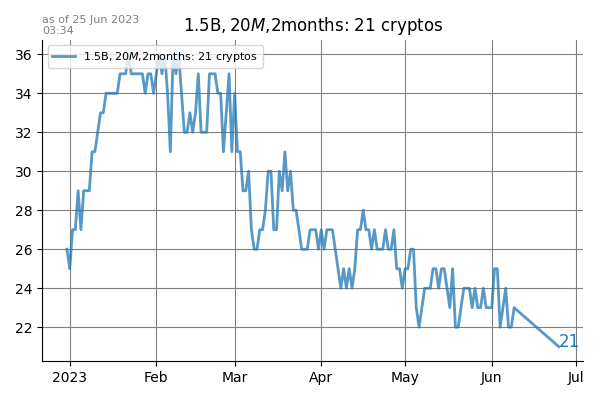 as of 25 Jun 2023
03:34
1.5B, 20M,2months: 21 cryptos
1.5B, 20M,2months: 21 cryptos
36
34
32
30
28
26
24
22
21
2023 Feb Mar Apr May Jun Jul